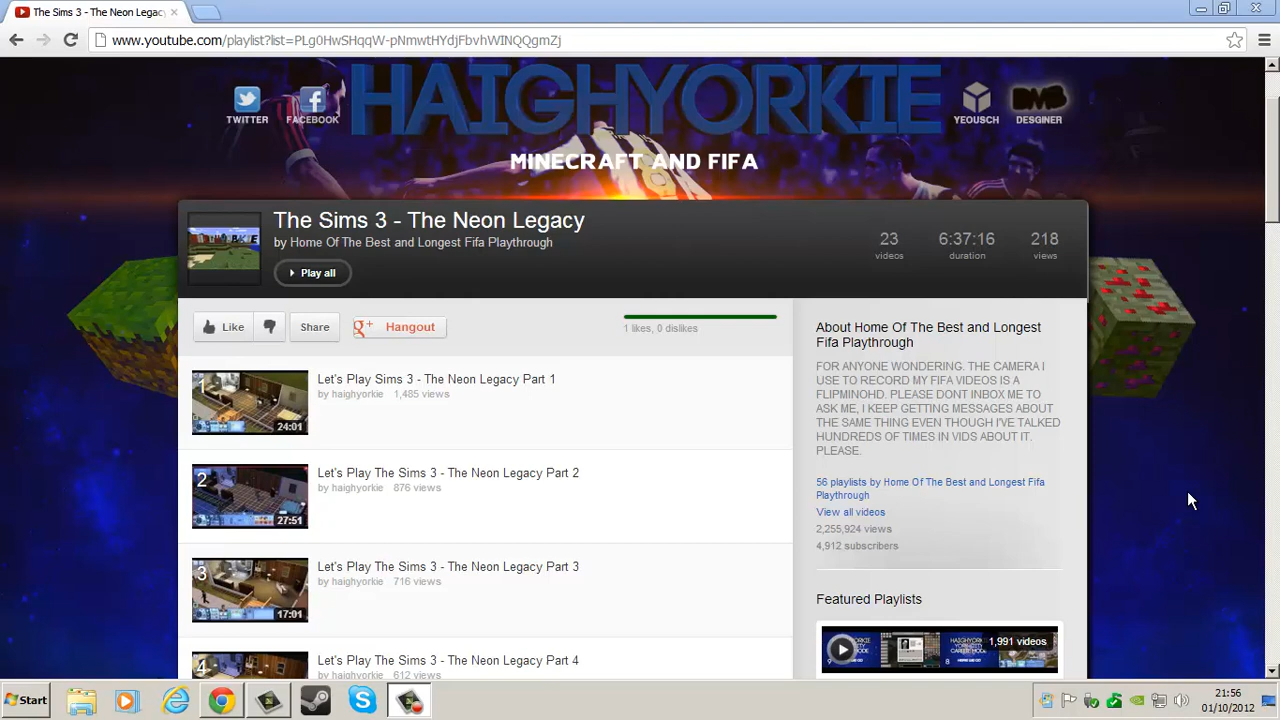 The Sims 3 - The Neon Legacy
www.youtube.com/playlist?list=PLg0HwSHqqW-pNmwtHYdjFbvhWINQQgmZj
HAIGHYORKIE
TWITTER
FACEBOOK
YEOUSCH
DESGINER
MINECRAFT AND FIFA
The Sims 3 - The Neon Legacy
by Home Of The Best and Longest Fifa Playthrough
Play all
23
videos
6:37:16
duration
218
views
Like
Share
g+ Hangout
1 likes, 0 dislikes
1
24:01
Let's Play Sims 3 - The Neon Legacy Part 1
by haighyorkie 1,485 views
2
27:51
Let's Play The Sims 3 - The Neon Legacy Part 2
by haighyorkie 876 views
3
17:01
Let's Play The Sims 3 - The Neon Legacy Part 3
by haighyorkie 716 views
4
Let's Play The Sims 3 - The Neon Legacy Part 4
by haighyorkie 612 views
About Home Of The Best and Longest
Fifa Playthrough
FOR ANYONE WONDERING. THE CAMERA I
USE TO RECORD MY FIFA VIDEOS IS A
FLIPMINOHD. PLEASE DONT INBOX ME TO
ASK ME, I KEEP GETTING MESSAGES ABOUT
THE SAME THING EVEN THOUGH I'VE TALKED
HUNDREDS OF TIMES IN VIDS ABOUT IT.
PLEASE.
56 playlists by Home Of The Best and Longest Fifa
Playthrough
View all videos
2,255,924 views
4,912 subscribers
Featured Playlists
1,991 videos
Start
21:56
01/10/2012